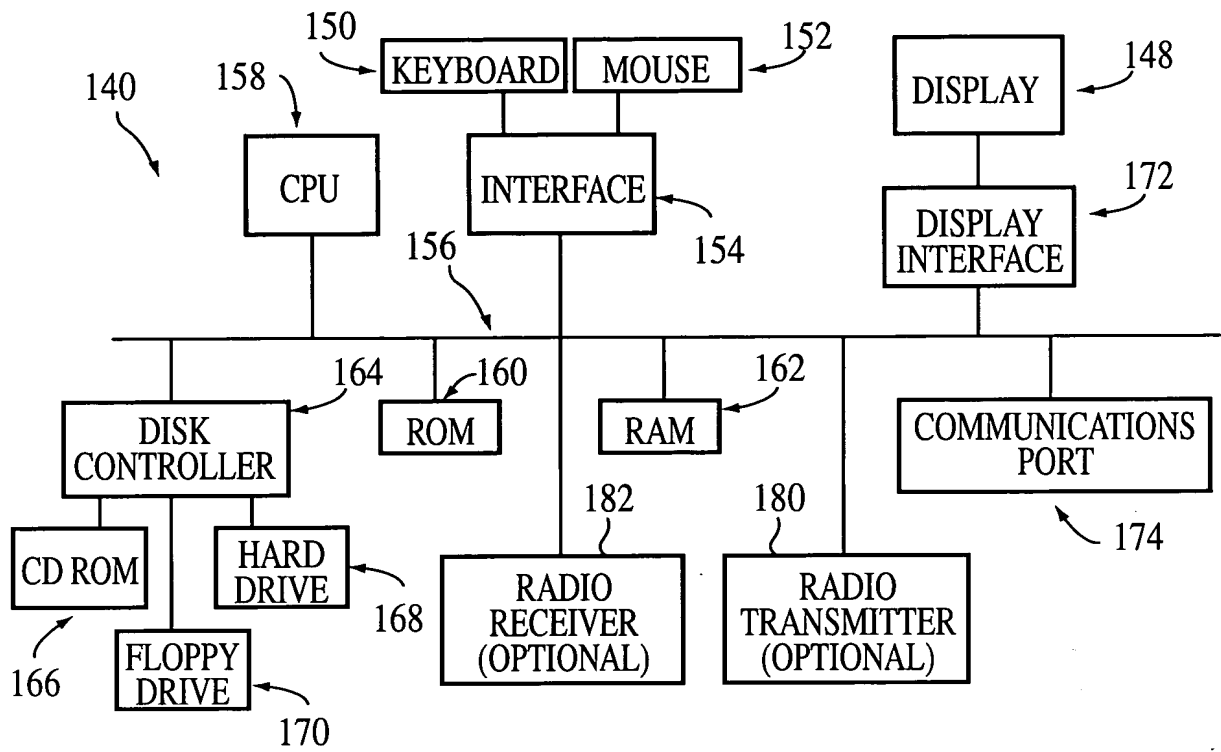 150
KEYBOARD
MOUSE
152
158
140
CPU
INTERFACE
154
DISPLAY
148
172
DISPLAY
INTERFACE
156
164
DISK
CONTROLLER
160
ROM
162
RAM
COMMUNICATIONS
PORT
174
CD ROM
166
HARD
DRIVE
168
FLOPPY
DRIVE
170
182
RADIO
RECEIVER
(OPTIONAL)
180
RADIO
TRANSMITTER
(OPTIONAL)